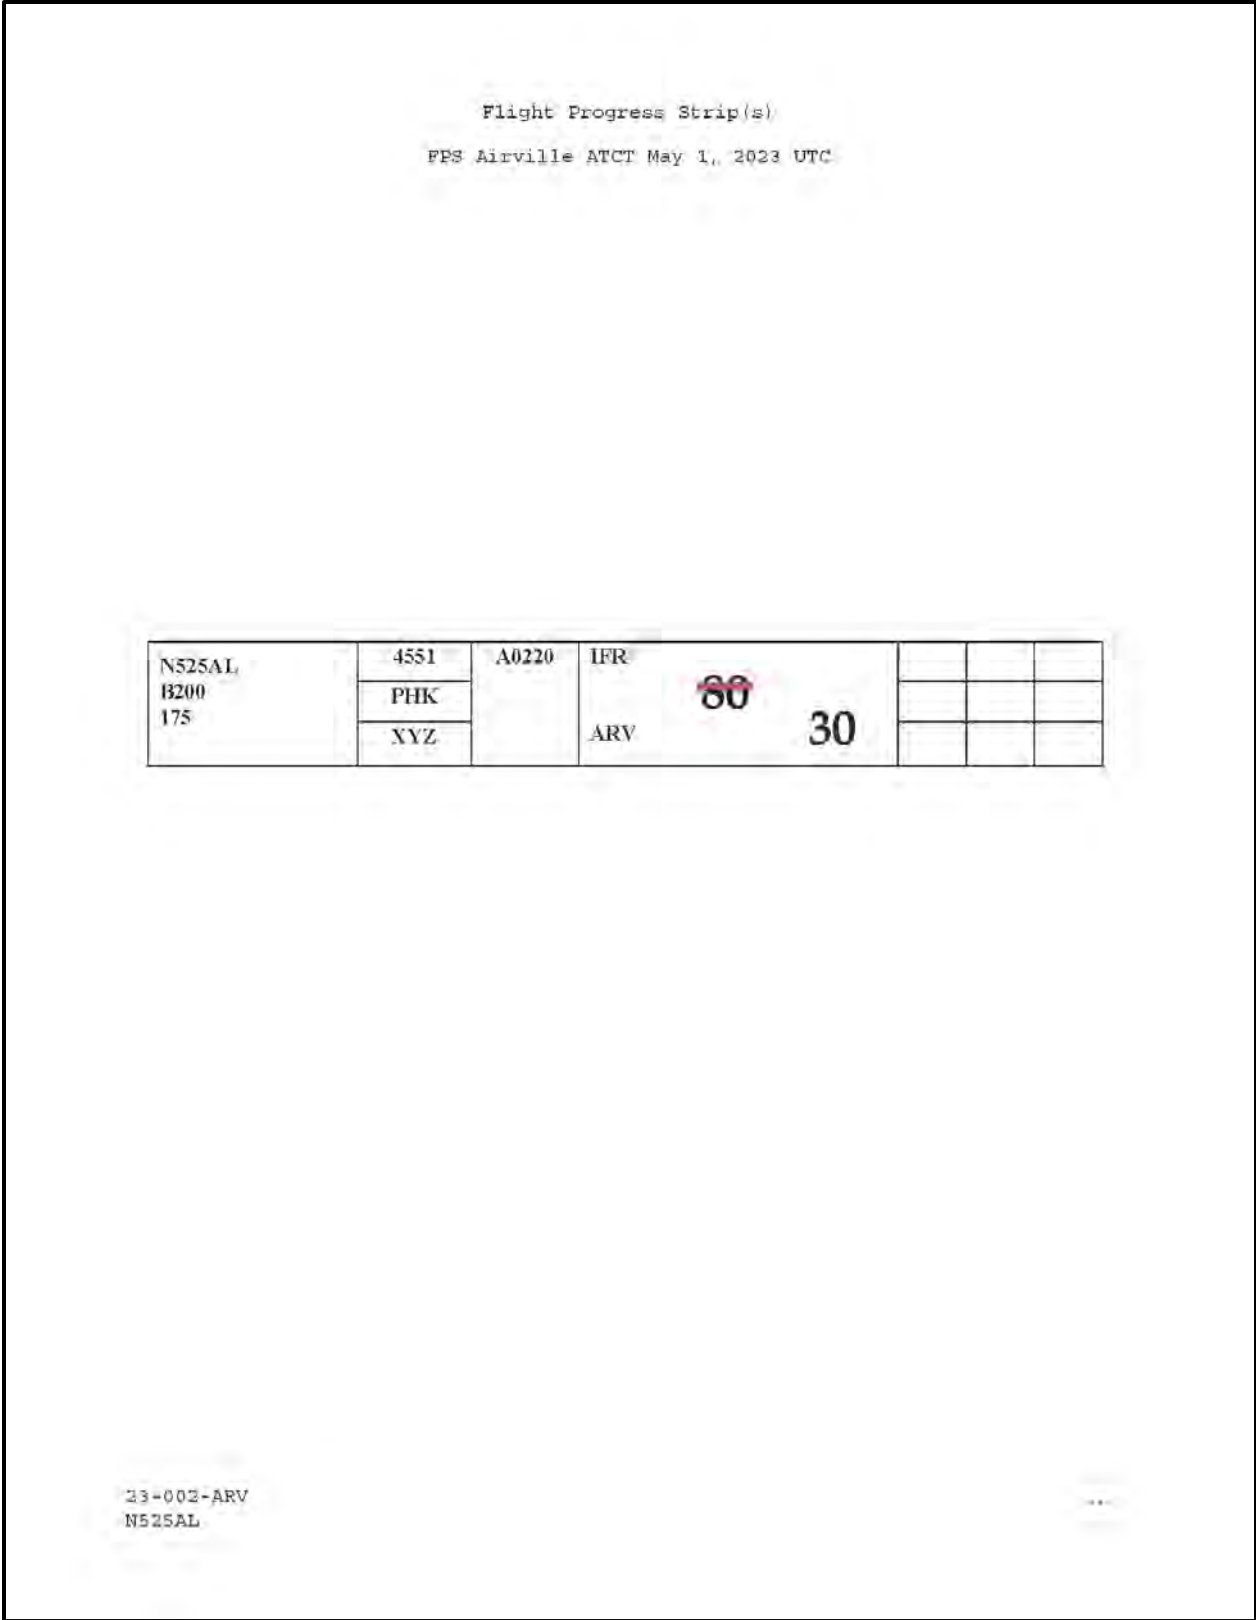 Flight Progress Strip(s)
FPS Airville ATCT May 1, 2023 UTC
N525AL
B200
175
4551
PHK
XYZ
A0220
IFR
80
ARV
30
23-002-ARV
N525AL